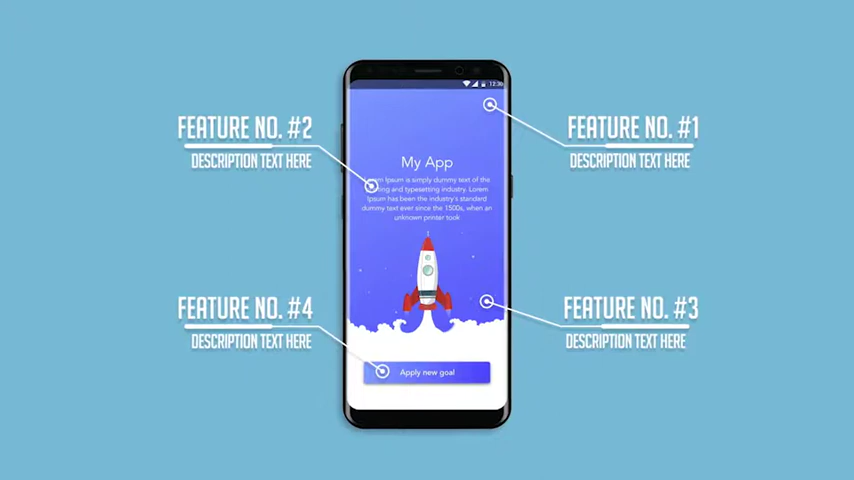 12:30
FEATURE NO. #2
DESCRIPTION TEXT HERE
FEATURE NO. #1
DESCRIPTION TEXT HERE
My App
Lorem Ipsum is simply dummy text of the
and typesetting industry. Lorem
Ipsum has been the industry's standard
dummy text ever since the 1500s, when an
unknown printer took
FEATURE NO. #4
DESCRIPTION TEXT HERE
FEATURE NO. #3
DESCRIPTION TEXT HERE
Apply new goal